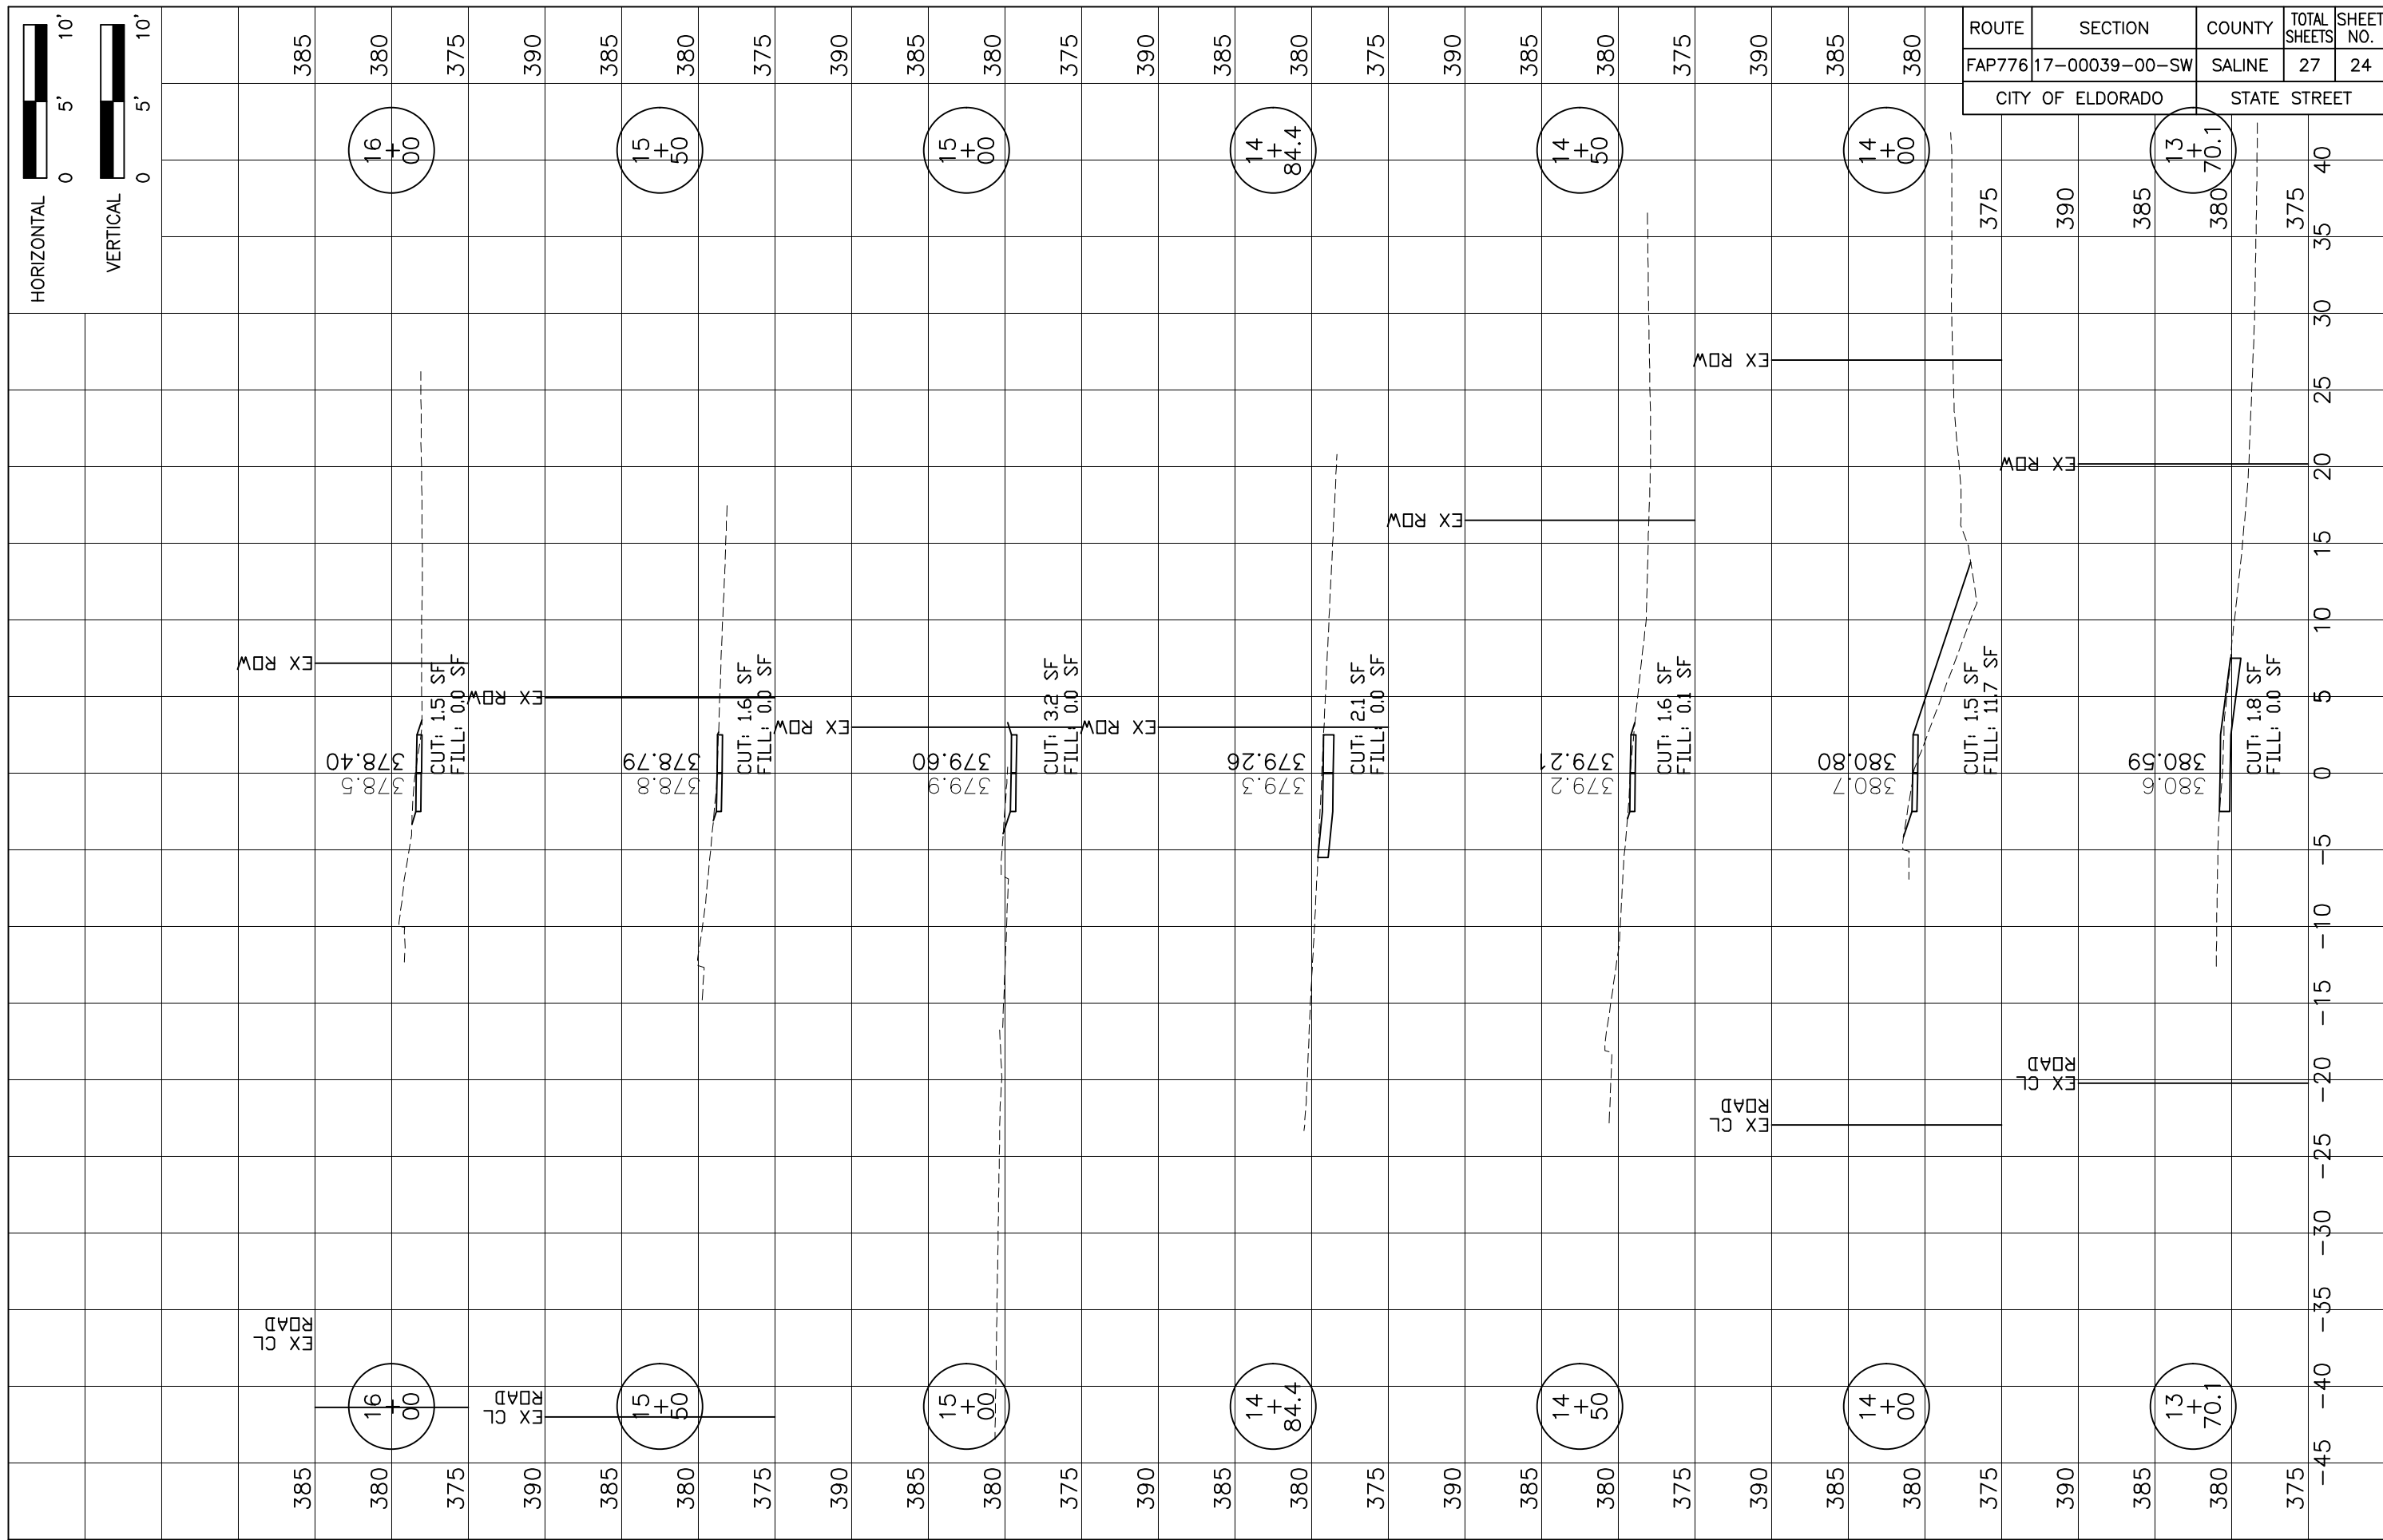 ROUTE SECTION COUNTY TOTAL SHEETS SHEET NO.
FAP776 17-00039-00-SW SALINE 27 24
CITY OF ELDORADO STATE STREET
HORIZONTAL
0 5' 10'
VERTICAL
0 5' 10'
385
380
375
16
+
00
EX ROW
378.40
378.5
CUT: 1.5 SF
FILL: 0.0 SF
EX CL
ROAD
16
+
00
385
380
375
390
385
380
375
15
+
50
EX ROW
378.79
378.8
CUT: 1.6 SF
FILL: 0.0 SF
EX CL
ROAD
15
+
50
390
385
380
375
390
385
380
375
15
+
00
EX ROW
379.60
379.9
CUT: 3.2 SF
FILL: 0.0 SF
15
+
00
390
385
380
375
390
385
380
375
14
+
84.4
EX ROW
379.26
379.3
CUT: 2.1 SF
FILL: 0.0 SF
14
+
84.4
390
385
380
375
390
385
380
375
14
+
50
EX ROW
379.21
379.2
CUT: 1.6 SF
FILL: 0.1 SF
14
+
50
390
385
380
375
390
385
380
375
14
+
00
EX ROW
380.80
380.7
CUT: 1.5 SF
FILL: 11.7 SF
EX CL
ROAD
14
+
00
390
385
380
375
390
385
380
375
13
+
70.1
EX ROW
380.59
380.6
CUT: 1.8 SF
FILL: 0.0 SF
EX CL
ROAD
13
+
70.1
390
385
380
375
-45 -40 -35 -30 -25 -20 -15 -10 -5 0 5 10 15 20 25 30 35 40